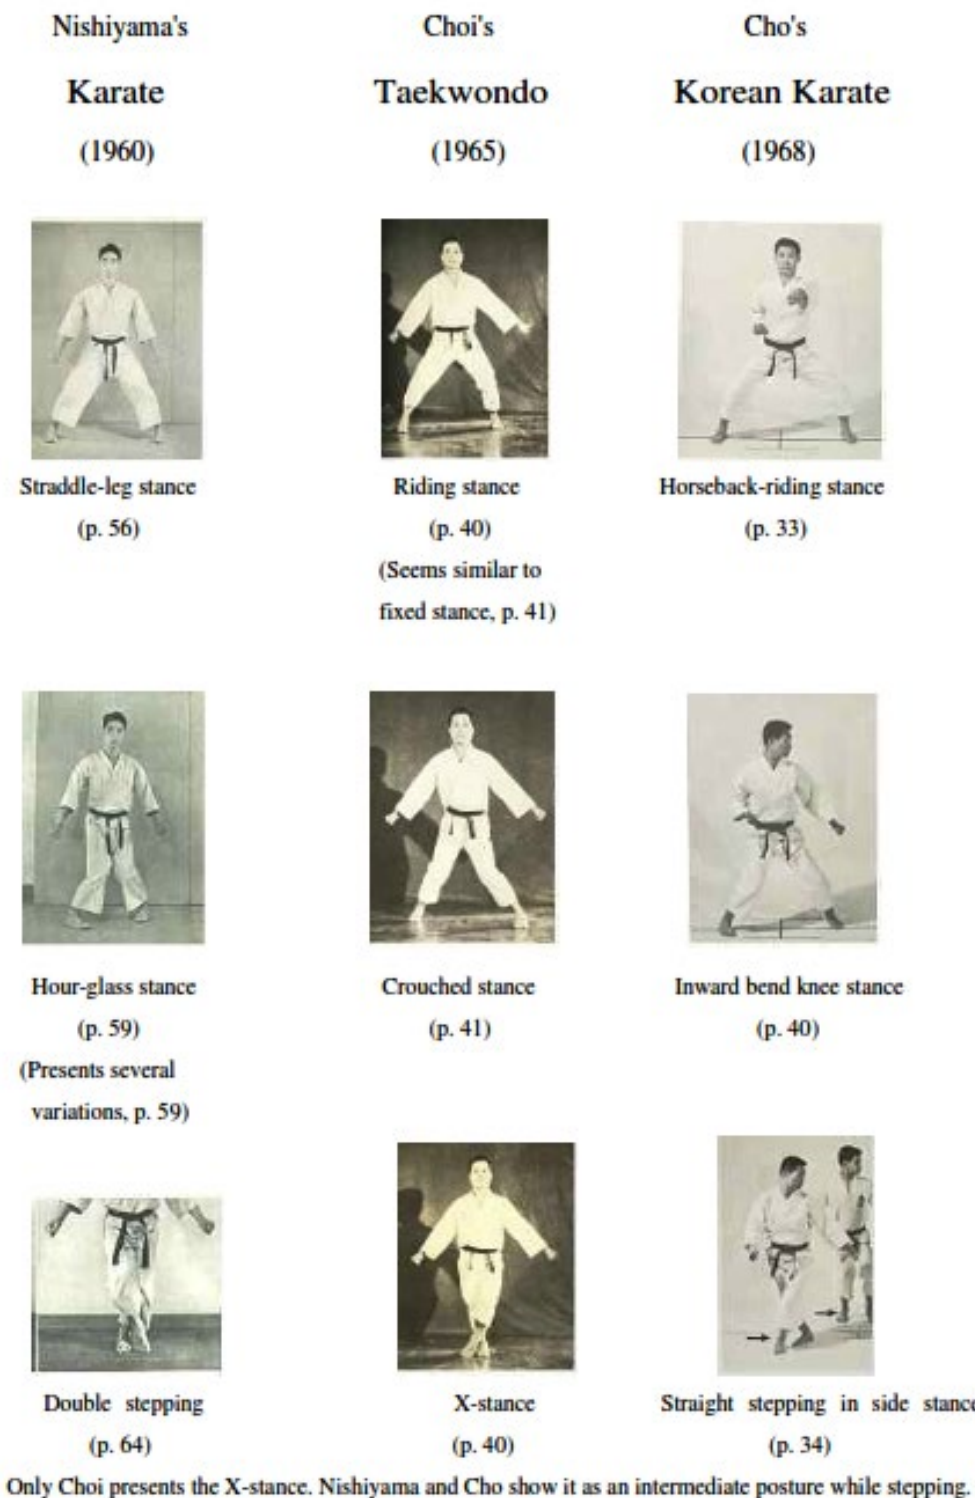 Nishiyama's Choi's Cho's
Karate Taekwondo Korean Karate
(1960) (1965) (1968)
Straddle-leg stance Riding stance Horseback-riding stance
(p. 56) (p. 40) (p. 33)
(Seems similar to
fixed stance, p. 41)
Hour-glass stance Crouched stance Inward bend knee stance
(p. 59) (p. 41) (p. 40)
(Presents several
variations, p. 59)
Double stepping X-stance Straight stepping in side stance
(p. 64) (p. 40) (p. 34)
Only Choi presents the X-stance. Nishiyama and Cho show it as an intermediate posture while stepping.